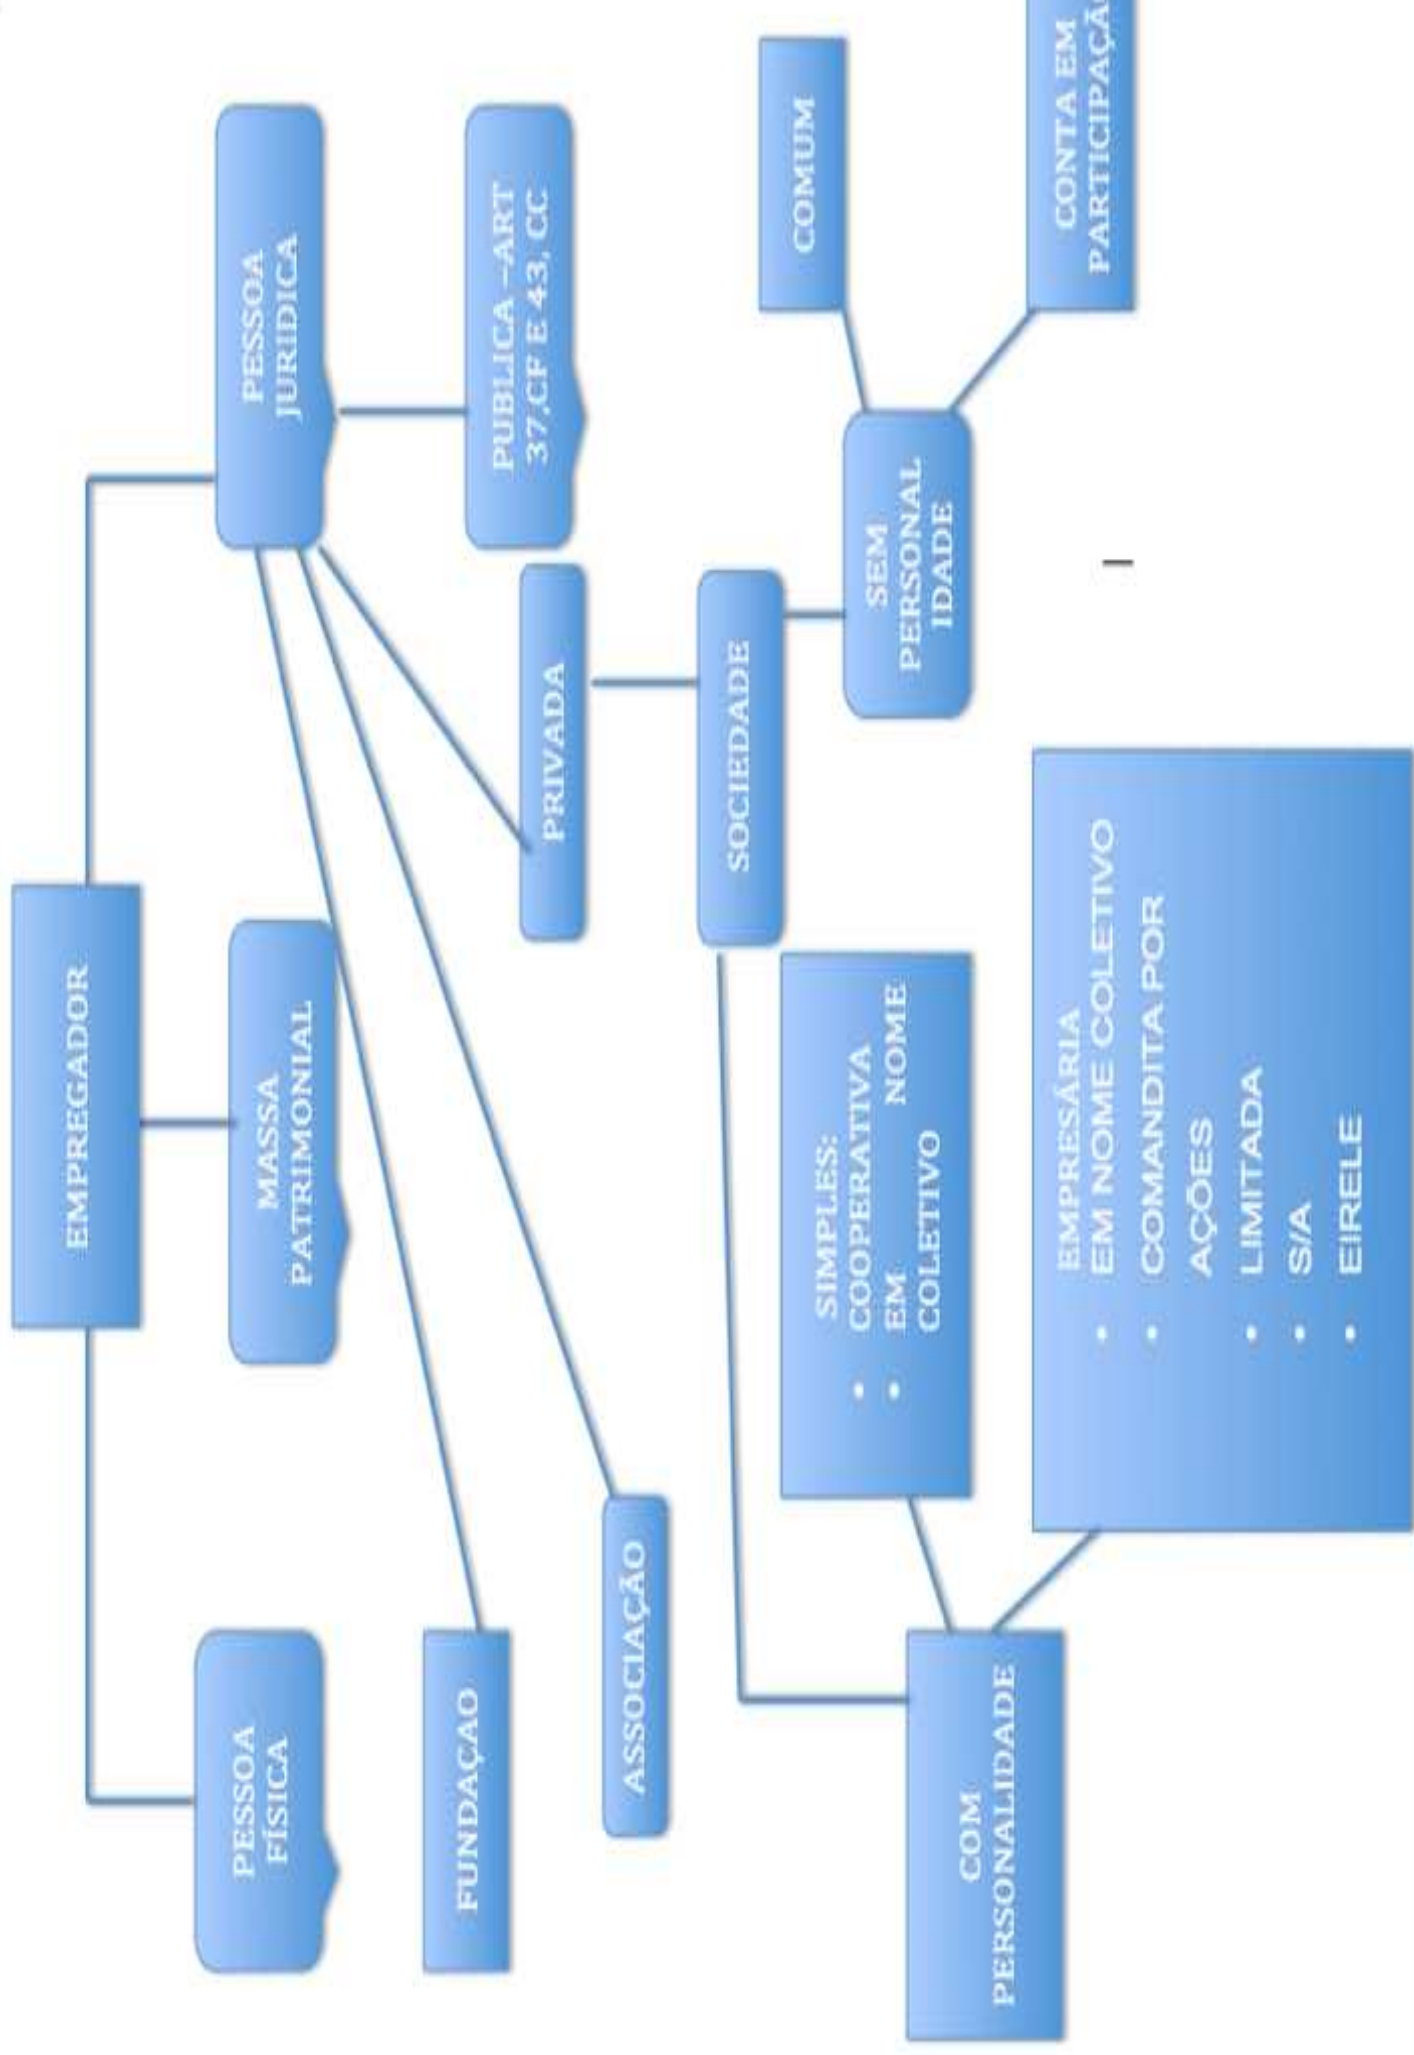 EMPREGADOR
PESSOA
FÍSICA
MASSA
PATRIMONIAL
PESSOA
JURIDICA
FUNDAÇAO
PUBLICA –ART
37,CF E 43, CC
PRIVADA
ASSOCIAÇÃO
SOCIEDADE
COM
PERSONALIDADE
SIMPLES:
• COOPERATIVA
• EM NOME
COLETIVO
SEM
PERSONAL
IDADE
COMUM
EMPRESÁRIA
• EM NOME COLETIVO
• COMANDITA POR
AÇÕES
• LIMITADA
• S/A
• EIRELE
CONTA EM
PARTICIPAÇÃ